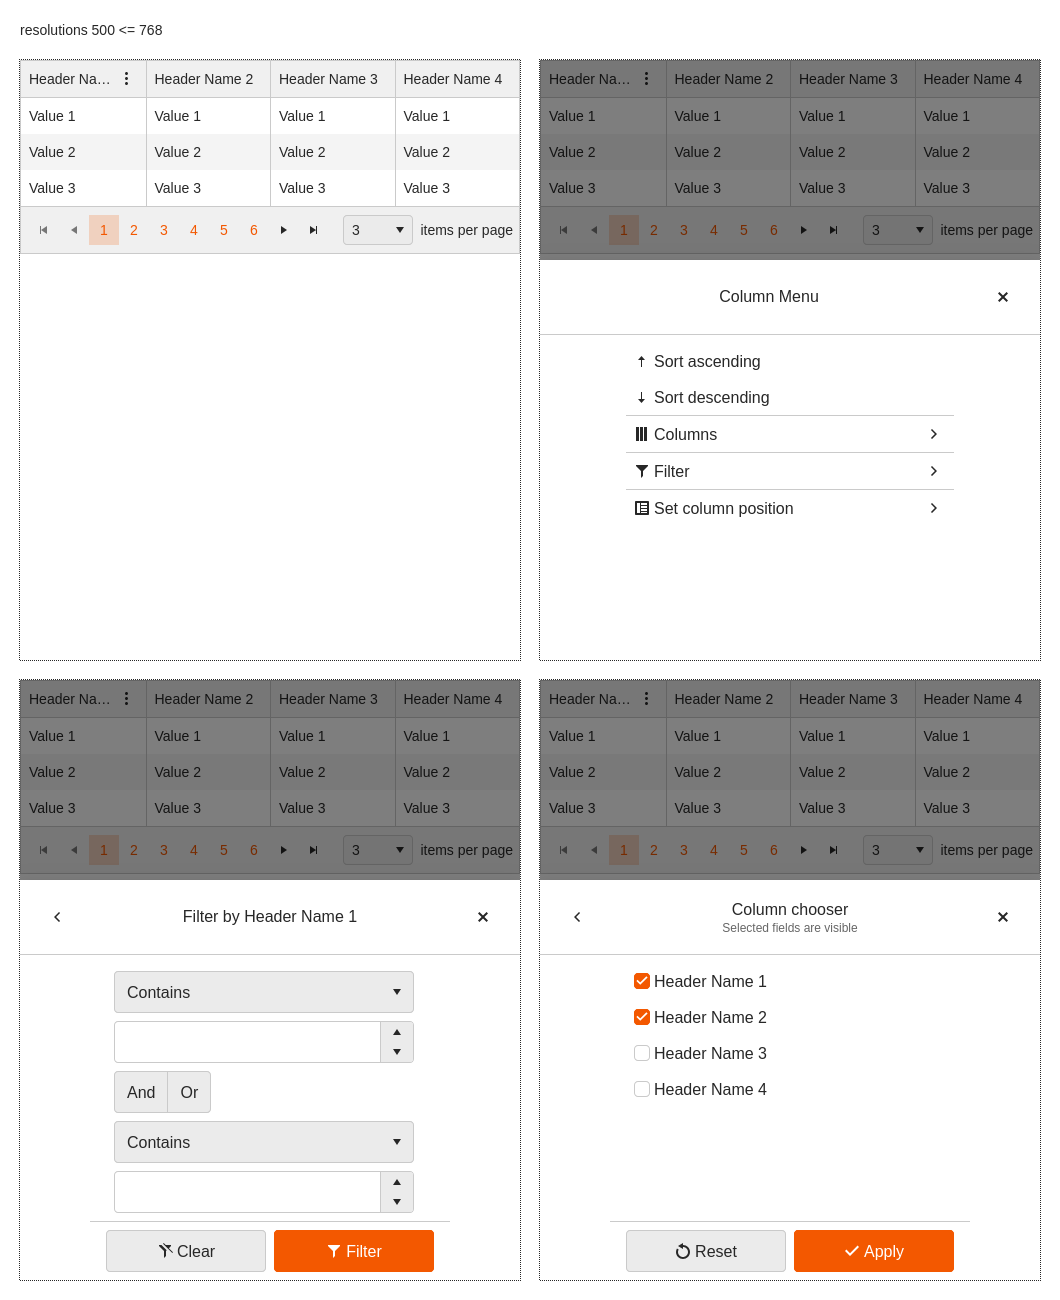 resolutions 500 <= 768
Header Na... Header Name 2 Header Name 3 Header Name 4
Value 1 Value 1 Value 1 Value 1
Value 2 Value 2 Value 2 Value 2
Value 3 Value 3 Value 3 Value 3
1 2 3 4 5 6 3 items per page
Header Na... Header Name 2 Header Name 3 Header Name 4
Value 1 Value 1 Value 1 Value 1
Value 2 Value 2 Value 2 Value 2
Value 3 Value 3 Value 3 Value 3
1 2 3 4 5 6 3 items per page
Column Menu
Sort ascending
Sort descending
Columns
Filter
Set column position
Header Na... Header Name 2 Header Name 3 Header Name 4
Value 1 Value 1 Value 1 Value 1
Value 2 Value 2 Value 2 Value 2
Value 3 Value 3 Value 3 Value 3
1 2 3 4 5 6 3 items per page
Filter by Header Name 1
Contains
And Or
Contains
Clear Filter
Header Na... Header Name 2 Header Name 3 Header Name 4
Value 1 Value 1 Value 1 Value 1
Value 2 Value 2 Value 2 Value 2
Value 3 Value 3 Value 3 Value 3
1 2 3 4 5 6 3 items per page
Column chooser
Selected fields are visible
Header Name 1
Header Name 2
Header Name 3
Header Name 4
Reset Apply